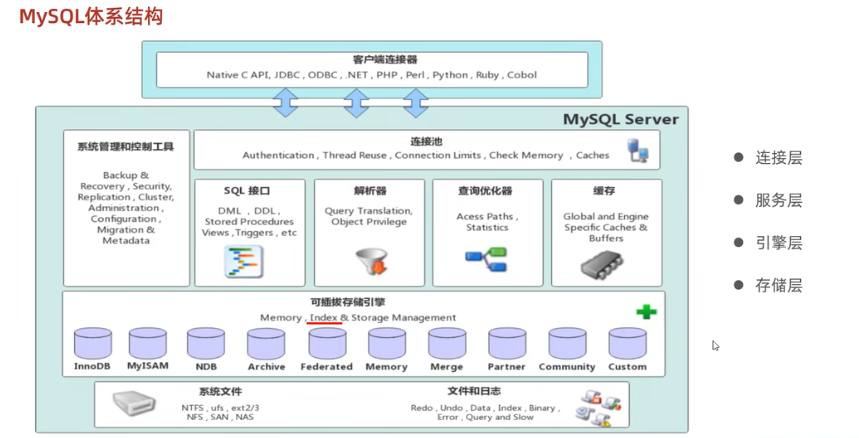 MySQL体系结构
客户端连接器
Native C API, JDBC , ODBC , .NET , PHP , Perl , Python , Ruby , Cobol
MySQL Server
系统管理和控制工具
Backup &
Recovery , Security,
Replication , Cluster,
Administration ,
Configuration ,
Migration &
Metadata
连接池
Authentication , Thread Reuse , Connection Limits , Check Memory , Caches
SQL 接口
DML , DDL ,
Stored Procedures
Views ,Triggers , etc
解析器
Query Translation,
Object Privilege
查询优化器
Acess Paths ,
Statistics
缓存
Global and Engine
Specific Caches &
Buffers
可插拔存储引擎
Memory , Index & Storage Management
InnoDB
MyISAM
NDB
Archive
Federated
Memory
Merge
Partner
Community
Custom
系统文件
NTFS , ufs , ext2/3
NFS , SAN , NAS
文件和日志
Redo , Undo , Data , Index , Binary ,
Error , Query and Slow
连接层
服务层
引擎层
存储层